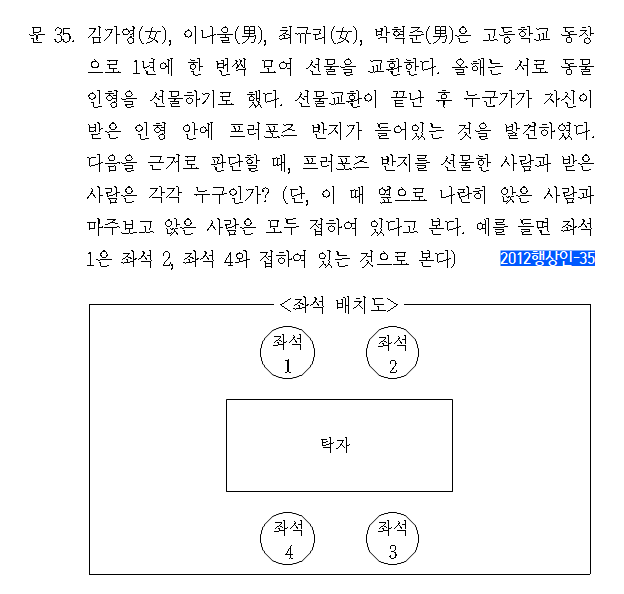 문 35. 김가영(女), 이나울(男), 최규리(女), 박혁준(男)은 고등학교 동창
으로 1년에 한 번씩 모여 선물을 교환한다. 올해는 서로 동물
인형을 선물하기로 했다. 선물교환이 끝난 후 누군가가 자신이
받은 인형 안에 프러포즈 반지가 들어있는 것을 발견하였다.
다음을 근거로 판단할 때, 프러포즈 반지를 선물한 사람과 받은
사람은 각각 누구인가? (단, 이 때 옆으로 나란히 앉은 사람과
마주보고 앉은 사람은 모두 접하여 있다고 본다. 예를 들면 좌석
1은 좌석 2, 좌석 4와 접하여 있는 것으로 본다)
2012행상인-35
<좌석 배치도>
좌석 1
좌석 2
탁자
좌석 4
좌석 3